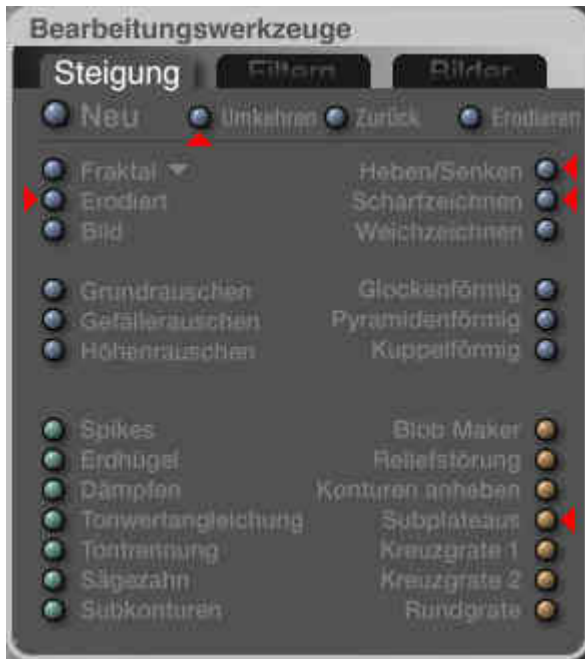 Bearbeitungswerkzeuge
Steigung Filtern Bilder
Neu Umkehren Zurück Erodieren
Fraktal Heben/Senken
Erodiert Scharfzeichnen
Bild Weichzeichnen
Grundrauschen Glockenförmig
Gefällerauschen Pyramidenförmig
Höhenrauschen Kuppelförmig
Spikes Blob Maker
Erdhügel Reliefstörung
Dämpfen Konturen anheben
Tonwertangleichung Subplateaus
Tontrennung Kreuzgrate 1
Sägezahn Kreuzgrate 2
Subkonturen Rundgrate